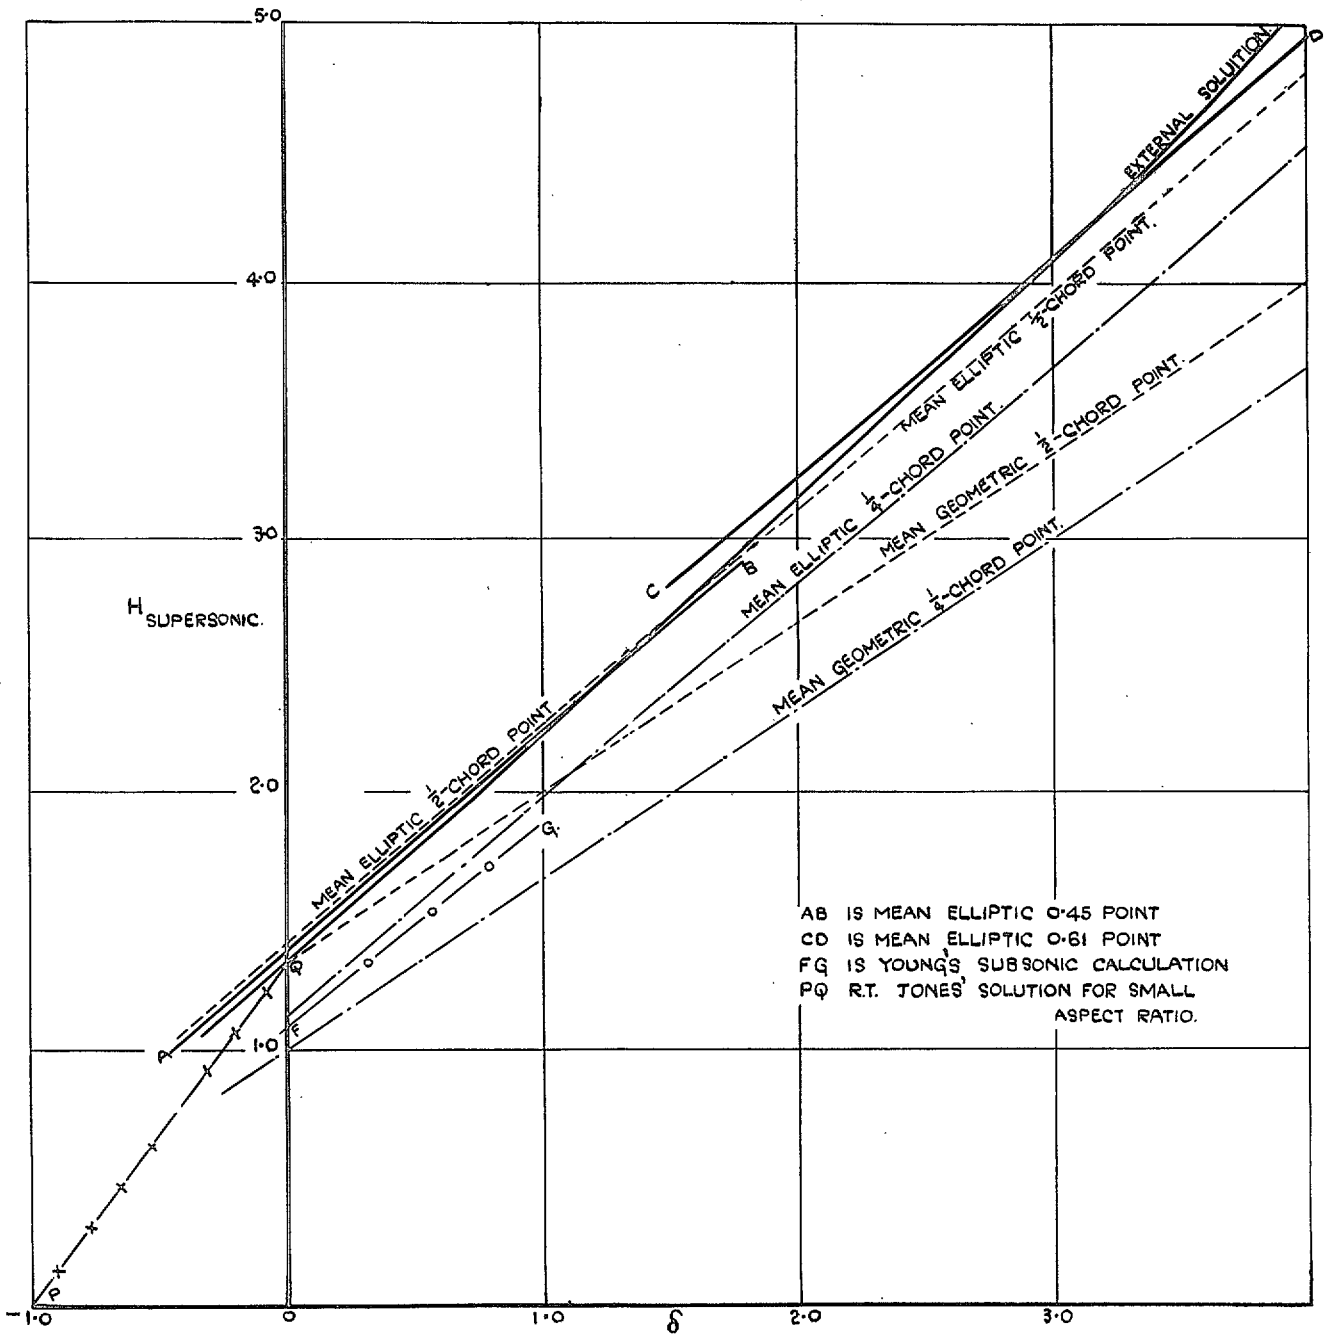 5.0
EXTERNAL SOLUITION.
D
4.0
MEAN ELLIPTIC ½-CHORD POINT.
MEAN ELLIPTIC ¼-CHORD POINT.
MEAN GEOMETRIC ½-CHORD POINT.
MEAN GEOMETRIC ¼-CHORD POINT.
3.0
C
B
H SUPERSONIC.
MEAN ELLIPTIC ½-CHORD POINT
2.0
G.
Q
F
A
1.0
AB IS MEAN ELLIPTIC 0.45 POINT
CD IS MEAN ELLIPTIC 0.61 POINT
FG IS YOUNG'S SUBSONIC CALCULATION
PQ R.T. JONES' SOLUTION FOR SMALL
ASPECT RATIO.
P
-1.0 0 1.0 δ 2.0 3.0